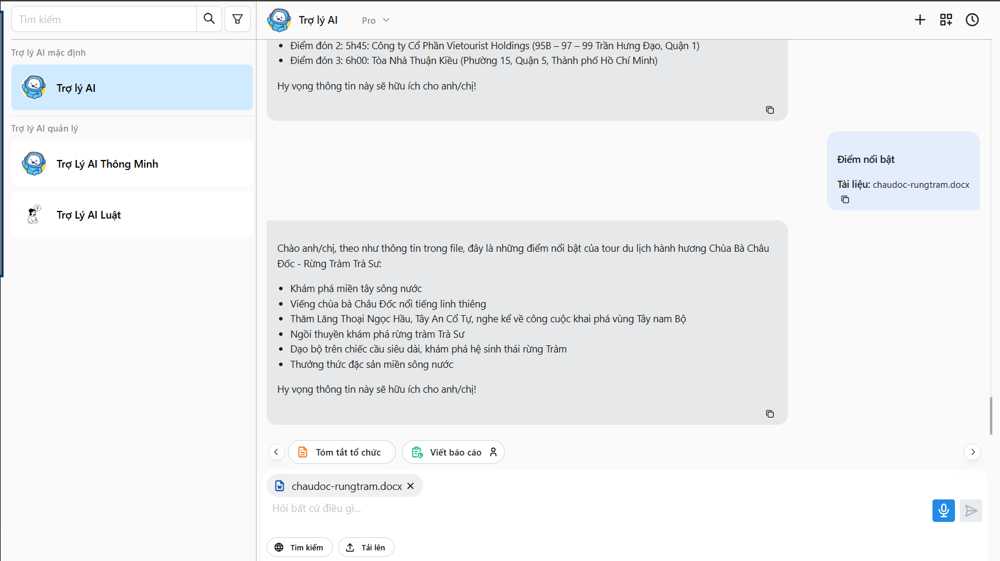 Tìm kiếm
Trợ lý AI mặc định
Trợ lý AI
Trợ lý AI quản lý
Trợ Lý AI Thông Minh
Trợ Lý AI Luật
Trợ lý AI
Pro
• Điểm đón 2: 5h45: Công ty Cổ Phần Vietourist Holdings (95B – 97 – 99 Trần Hưng Đạo, Quận 1)
• Điểm đón 3: 6h00: Tòa Nhà Thuận Kiều (Phường 15, Quận 5, Thành phố Hồ Chí Minh)
Hy vọng thông tin này sẽ hữu ích cho anh/chị!
Điểm nổi bật
Tài liệu: chaudoc-rungtram.docx
Chào anh/chị, theo như thông tin trong file, đây là những điểm nổi bật của tour du lịch hành hương Chùa Bà Châu
Đốc - Rừng Tràm Trà Sư:
• Khám phá miền tây sông nước
• Viếng chùa bà Châu Đốc nổi tiếng linh thiêng
• Thăm Lăng Thoại Ngọc Hầu, Tây An Cổ Tự, nghe kể về công cuộc khai phá vùng Tây nam Bộ
• Ngồi thuyền khám phá rừng tràm Trà Sư
• Dạo bộ trên chiếc cầu siêu dài, khám phá hệ sinh thái rừng Tràm
• Thưởng thức đặc sản miền sông nước
Hy vọng thông tin này sẽ hữu ích cho anh/chị!
Tóm tắt tổ chức
Viết báo cáo
chaudoc-rungtram.docx
Hỏi bất cứ điều gì...
Tìm kiếm
Tải lên